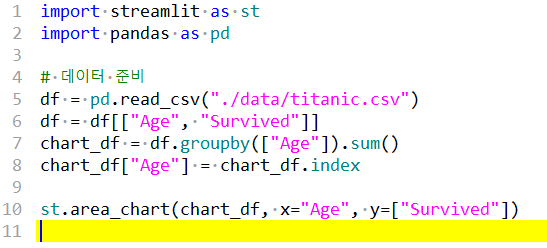 1 import streamlit as st
2 import pandas as pd
3
4 # 데이터 준비
5 df = pd.read_csv("./data/titanic.csv")
6 df = df[["Age", "Survived"]]
7 chart_df = df.groupby(["Age"]).sum()
8 chart_df["Age"] = chart_df.index
9
10 st.area_chart(chart_df, x="Age", y=["Survived"])
11